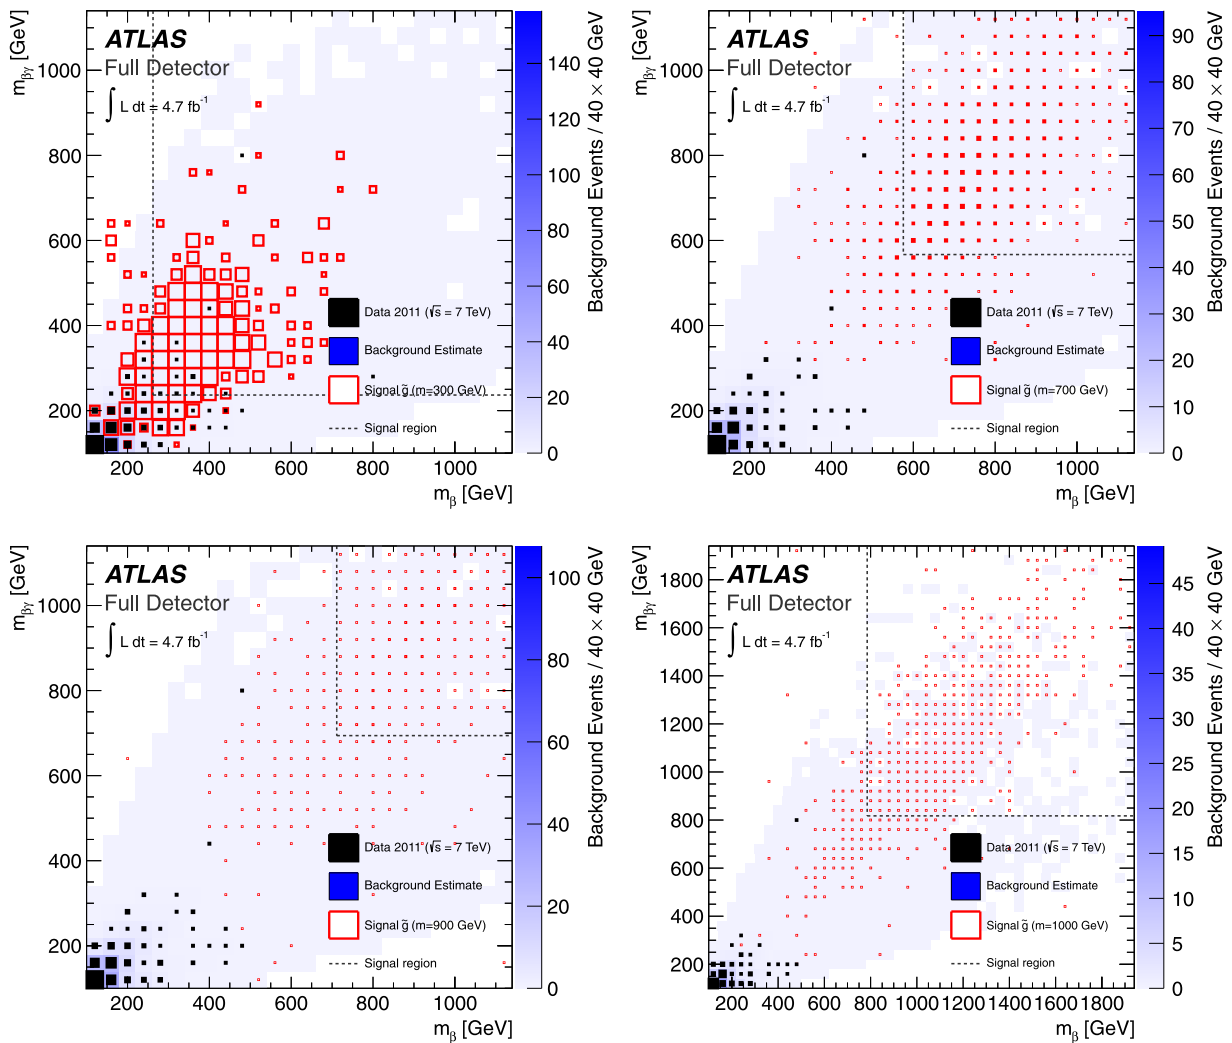 ATLAS
Full Detector
∫ L dt = 4.7 fb⁻¹
m_βγ [GeV]
1000
800
600
400
200
200 400 600 800 1000
m_β [GeV]
Data 2011 (√s = 7 TeV)
Background Estimate
Signal g̃ (m=300 GeV)
Signal region
140
120
100
80
60
40
20
0
Background Events / 40 × 40 GeV
ATLAS
Full Detector
∫ L dt = 4.7 fb⁻¹
m_βγ [GeV]
1000
800
600
400
200
200 400 600 800 1000
m_β [GeV]
Data 2011 (√s = 7 TeV)
Background Estimate
Signal g̃ (m=700 GeV)
Signal region
90
80
70
60
50
40
30
20
10
0
Background Events / 40 × 40 GeV
ATLAS
Full Detector
∫ L dt = 4.7 fb⁻¹
m_βγ [GeV]
1000
800
600
400
200
200 400 600 800 1000
m_β [GeV]
Data 2011 (√s = 7 TeV)
Background Estimate
Signal g̃ (m=900 GeV)
Signal region
100
80
60
40
20
0
Background Events / 40 × 40 GeV
ATLAS
Full Detector
∫ L dt = 4.7 fb⁻¹
m_βγ [GeV]
1800
1600
1400
1200
1000
800
600
400
200
200 400 600 800 1000 1200 1400 1600 1800
m_β [GeV]
Data 2011 (√s = 7 TeV)
Background Estimate
Signal g̃ (m=1000 GeV)
Signal region
45
40
35
30
25
20
15
10
5
0
Background Events / 40 × 40 GeV